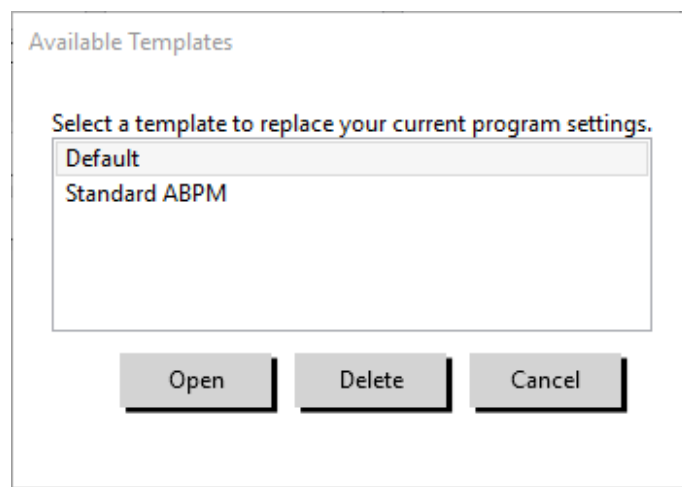 Available Templates
Select a template to replace your current program settings.
Default
Standard ABPM
Open Delete Cancel